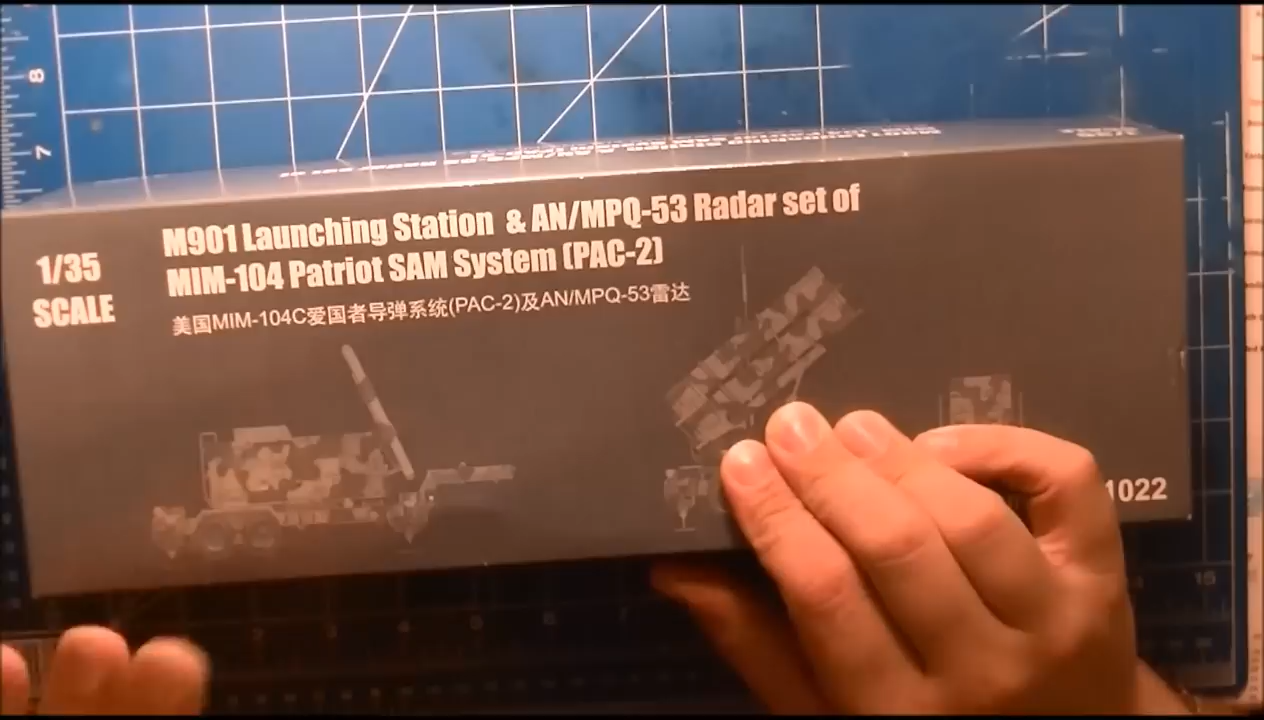 8
7
1/35
SCALE
M901 Launching Station & AN/MPQ-53 Radar set of
MIM-104 Patriot SAM System (PAC-2)
美国MIM-104C爱国者导弹系统(PAC-2)及AN/MPQ-53雷达
1022
15